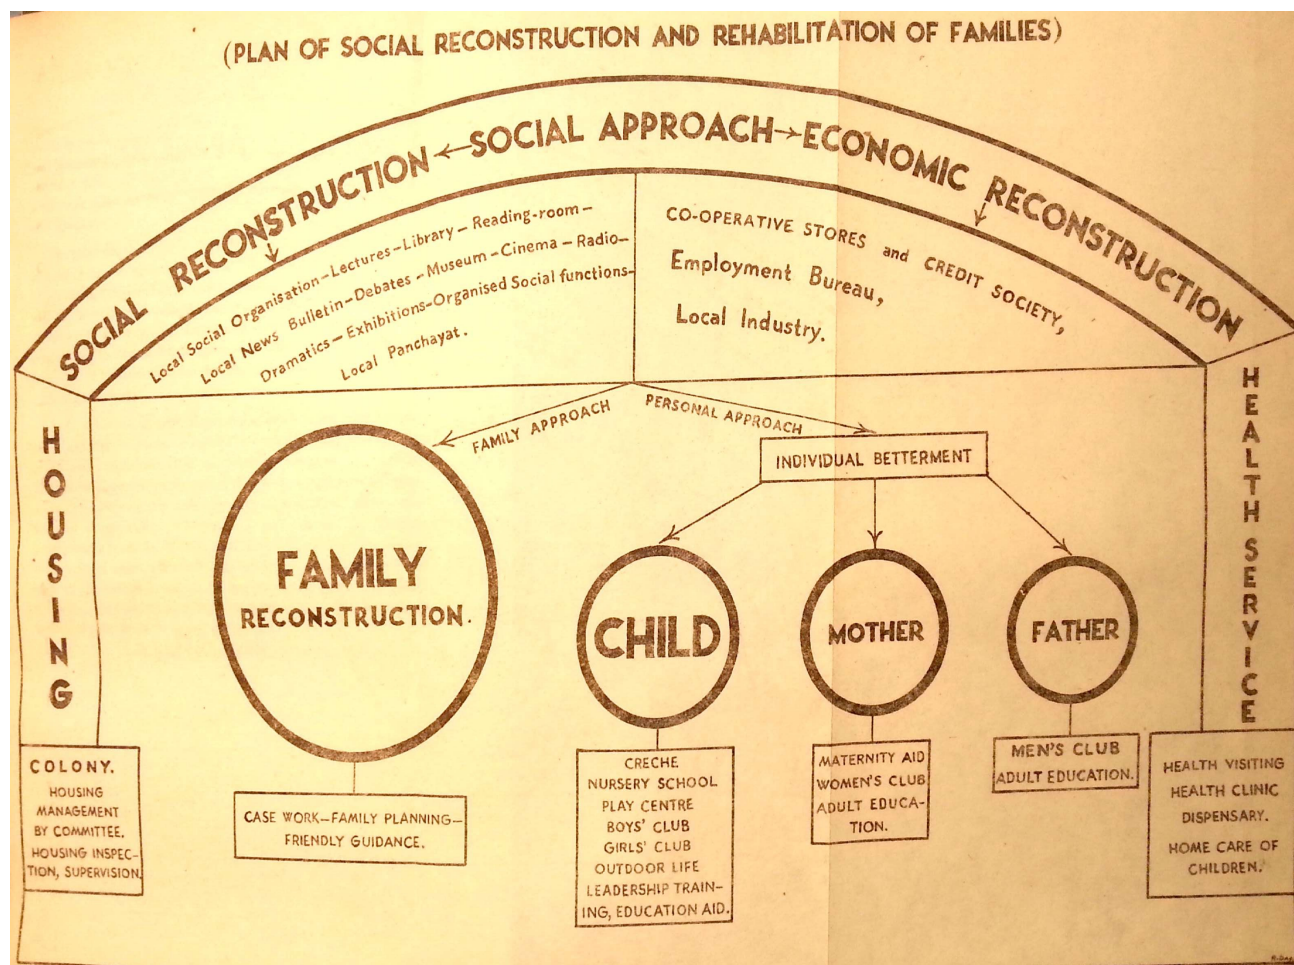 (PLAN OF SOCIAL RECONSTRUCTION AND REHABILITATION OF FAMILIES)
SOCIAL RECONSTRUCTION ← SOCIAL APPROACH → ECONOMIC RECONSTRUCTION
Local Social Organisation – Lectures – Library – Reading-room –
Local News Bulletin – Debates – Museum – Cinema – Radio –
Dramatics – Exhibitions – Organised Social functions –
Local Panchayat.
CO-OPERATIVE STORES and CREDIT SOCIETY,
Employment Bureau,
Local Industry.
FAMILY APPROACH
PERSONAL APPROACH
INDIVIDUAL BETTERMENT
HOUSING
HEALTH SERVICE
FAMILY
RECONSTRUCTION.
CHILD
MOTHER
FATHER
COLONY.
HOUSING
MANAGEMENT
BY COMMITTEE.
HOUSING INSPEC-
TION, SUPERVISION.
CASE WORK – FAMILY PLANNING –
FRIENDLY GUIDANCE.
CRECHE
NURSERY SCHOOL
PLAY CENTRE
BOYS' CLUB
GIRLS' CLUB
OUTDOOR LIFE
LEADERSHIP TRAIN-
ING, EDUCATION AID.
MATERNITY AID
WOMEN'S CLUB
ADULT EDUCA-
TION.
MEN'S CLUB
ADULT EDUCATION.
HEALTH VISITING
HEALTH CLINIC
DISPENSARY.
HOME CARE OF
CHILDREN.